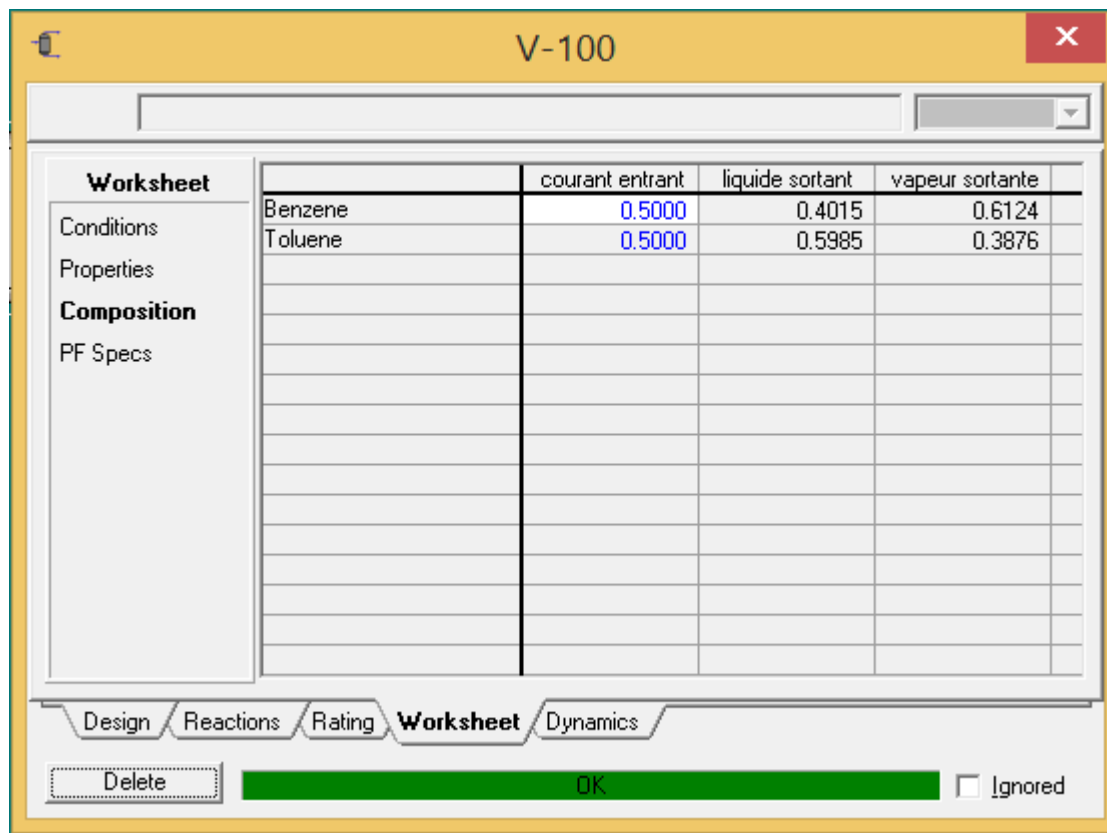 V-100
Worksheet
Conditions
Properties
Composition
PF Specs
courant entrant liquide sortant vapeur sortante
Benzene 0.5000 0.4015 0.6124
Toluene 0.5000 0.5985 0.3876
Design Reactions Rating Worksheet Dynamics
Delete OK Ignored